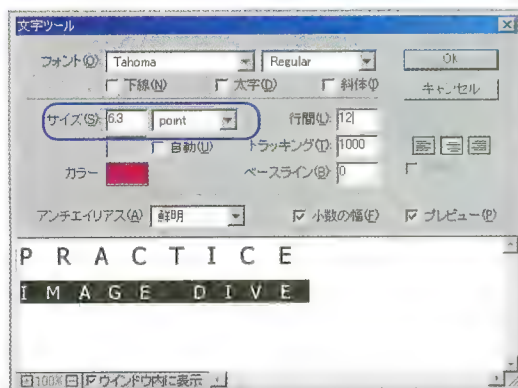 文字ツール
フォント(O): Tahoma Regular OK
下線(N) 太字(D) 斜体(I) キャンセル
サイズ(S): 6.3 point 行間(L): 12
自動(U) トラッキング(T): 1000
カラー ベースライン(B): 0
アンチエイリアス(A) 鮮明 小数の幅(F) プレビュー(P)
PRACTICE
IMAGE DIVE
100% ウインドウ内に表示